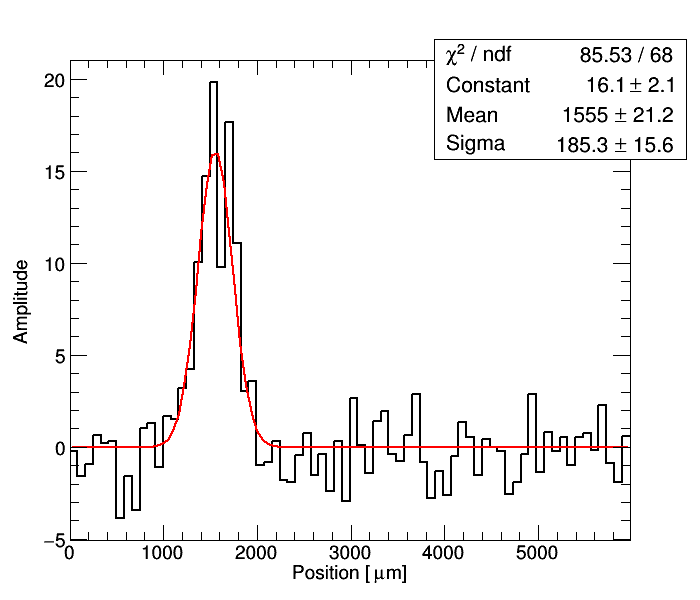 χ² / ndf 85.53 / 68
Constant 16.1 ± 2.1
Mean 1555 ± 21.2
Sigma 185.3 ± 15.6
20
15
10
5
0
−5
Amplitude
0 1000 2000 3000 4000 5000
Position [ μm]